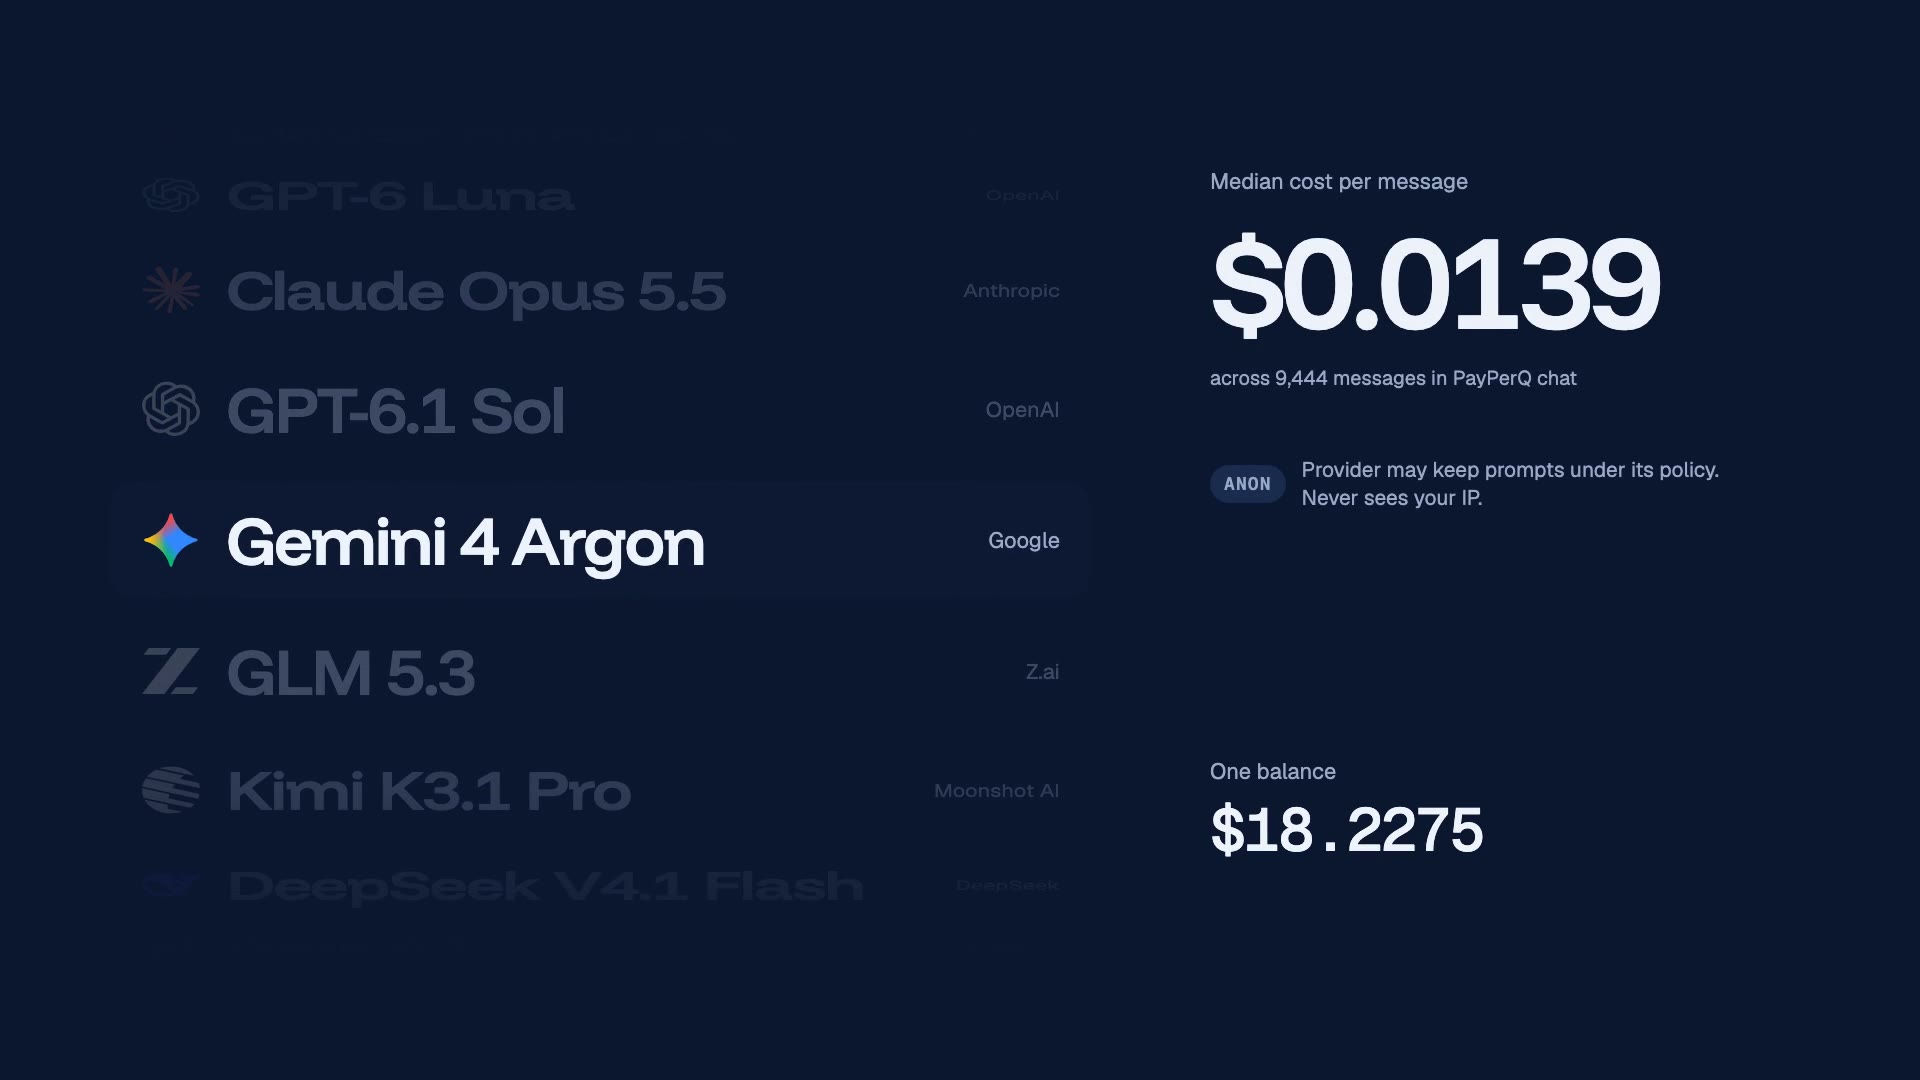 GPT-6 Luna OpenAI
Claude Opus 5.5 Anthropic
GPT-6.1 Sol OpenAI
Gemini 4 Argon Google
GLM 5.3 Z.ai
Kimi K3.1 Pro Moonshot AI
DeepSeek V4.1 Flash DeepSeek
Median cost per message
$0.0139
across 9,444 messages in PayPerQ chat
ANON
Provider may keep prompts under its policy.
Never sees your IP.
One balance
$18.2275